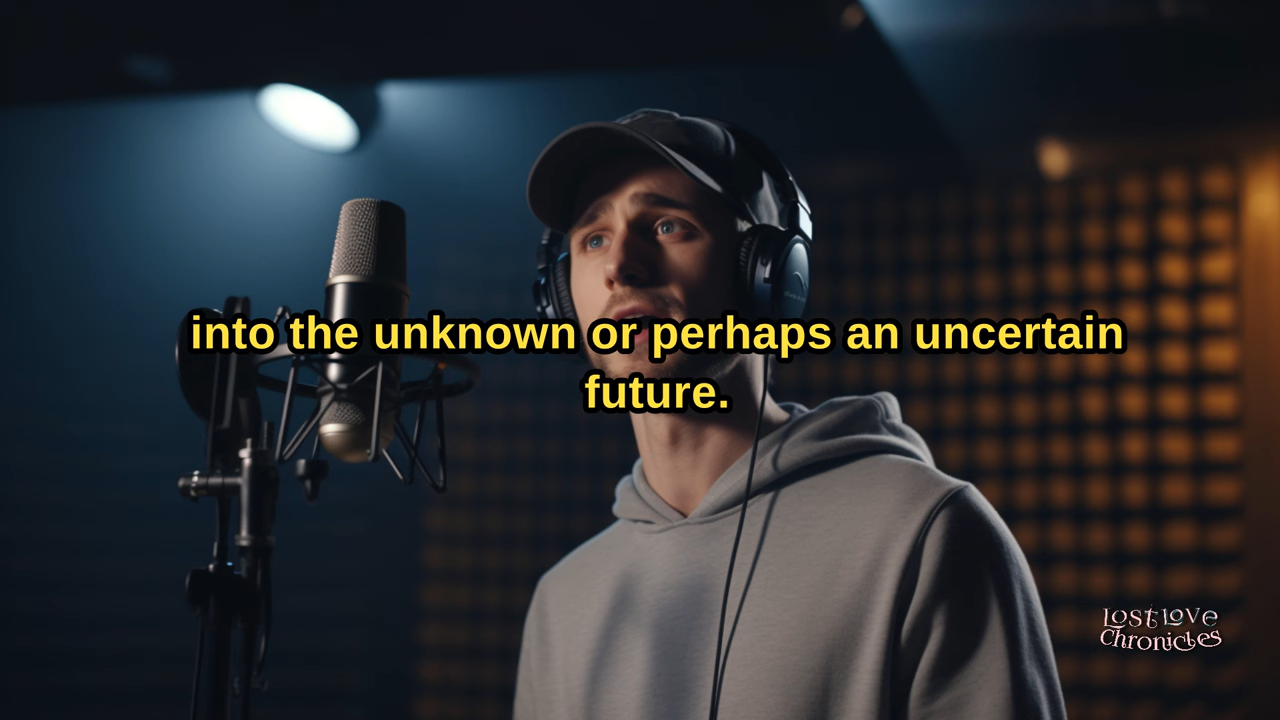 into the unknown or perhaps an uncertain
future.
Lost Love
Chronicles